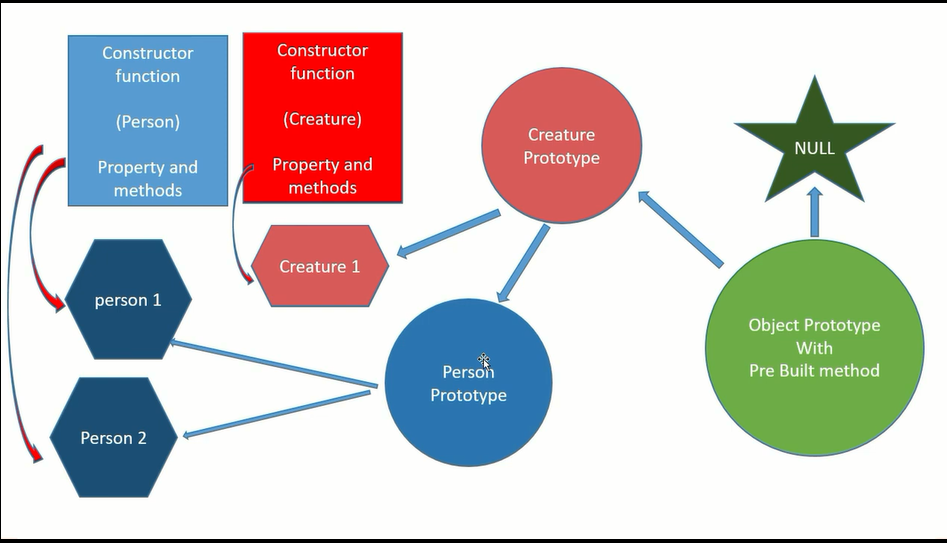 Constructor
function
(Person)
Property and
methods
Constructor
function
(Creature)
Property and
methods
Creature
Prototype
NULL
Creature 1
person 1
Object Prototype
With
Pre Built method
Person
Prototype
Person 2